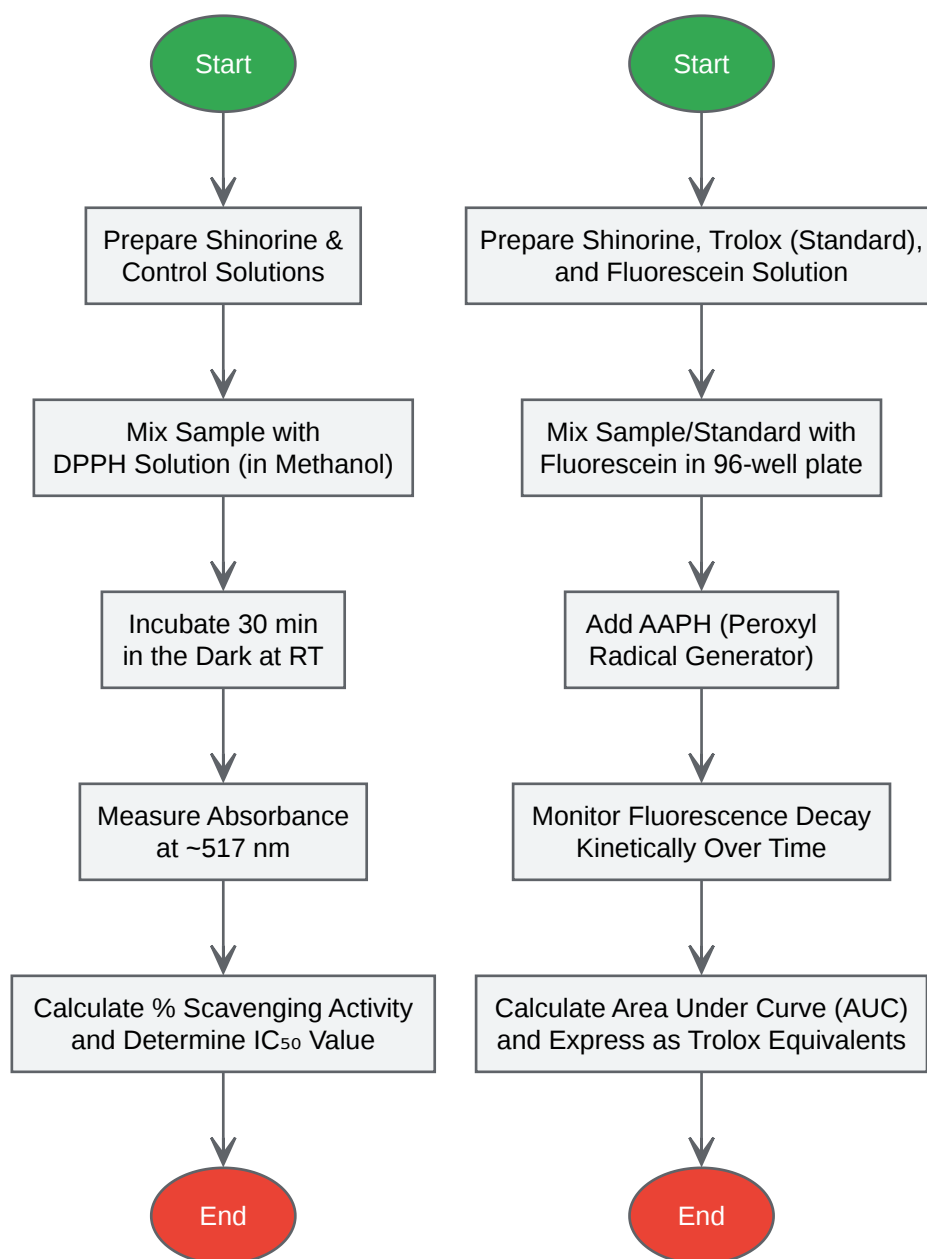 Start
Prepare Shinorine &
Control Solutions
Mix Sample with
DPPH Solution (in Methanol)
Incubate 30 min
in the Dark at RT
Measure Absorbance
at ~517 nm
Calculate % Scavenging Activity
and Determine IC₅₀ Value
End
Start
Prepare Shinorine, Trolox (Standard),
and Fluorescein Solution
Mix Sample/Standard with
Fluorescein in 96-well plate
Add AAPH (Peroxyl
Radical Generator)
Monitor Fluorescence Decay
Kinetically Over Time
Calculate Area Under Curve (AUC)
and Express as Trolox Equivalents
End